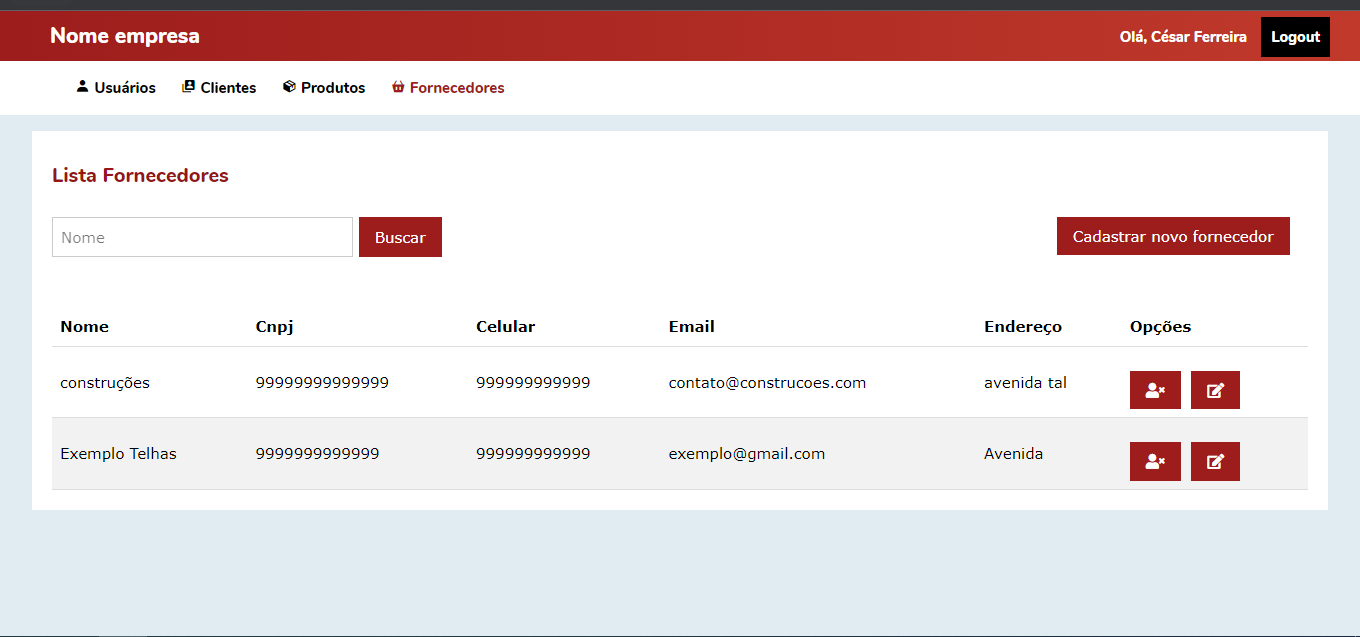 Nome empresa
Olá, César Ferreira Logout
Usuários Clientes Produtos Fornecedores
Lista Fornecedores
Nome Buscar Cadastrar novo fornecedor
Nome Cnpj Celular Email Endereço Opções
construções 99999999999999 999999999999 contato@construcoes.com avenida tal
Exemplo Telhas 9999999999999 999999999999 exemplo@gmail.com Avenida